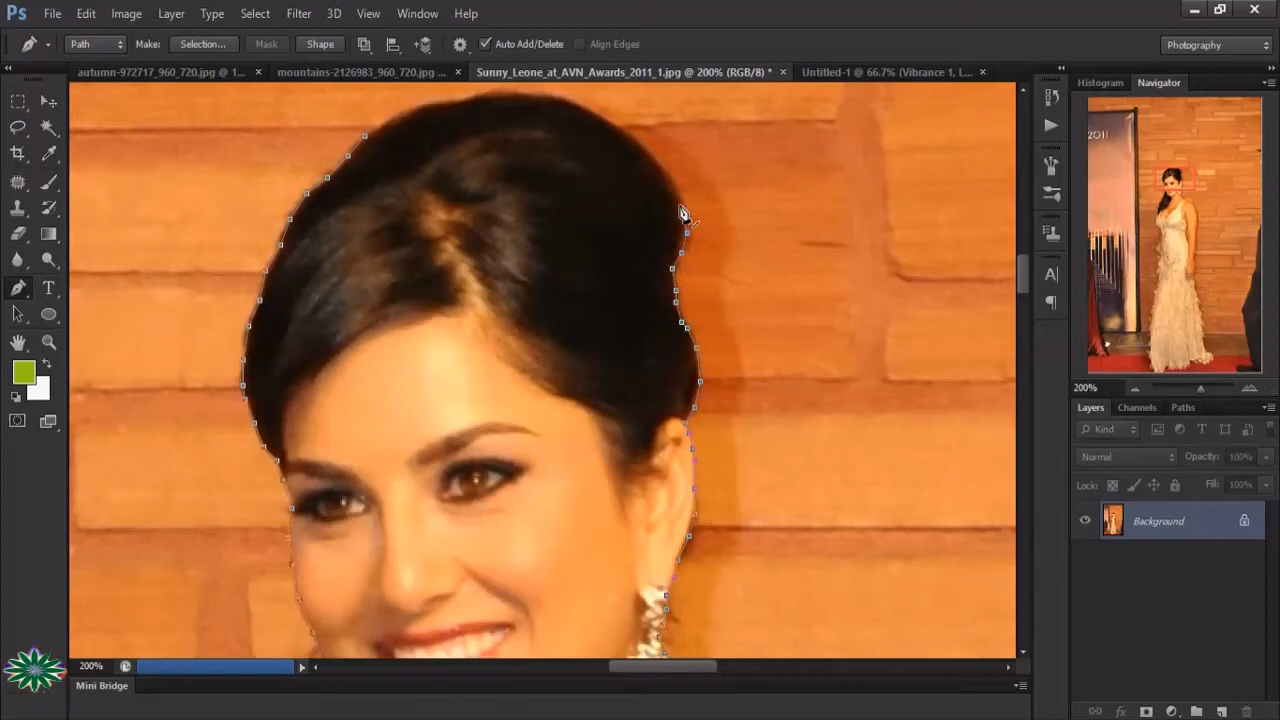 Ps File Edit Image Layer Type Select Filter 3D View Window Help
Path Make: Selection... Mask Shape Auto Add/Delete Align Edges Photography
autumn-972717_960_720.jpg @ 1... × mountains-2126983_960_720.jpg ... × Sunny_Leone_at_AVN_Awards_2011_1.jpg @ 200% (RGB/8) * × Untitled-1 @ 66.7% (Vibrance 1, L... ×
Histogram Navigator
2011
200%
Layers Channels Paths
Kind
Normal Opacity: 100%
Lock: Fill: 100%
Background
200%
Mini Bridge